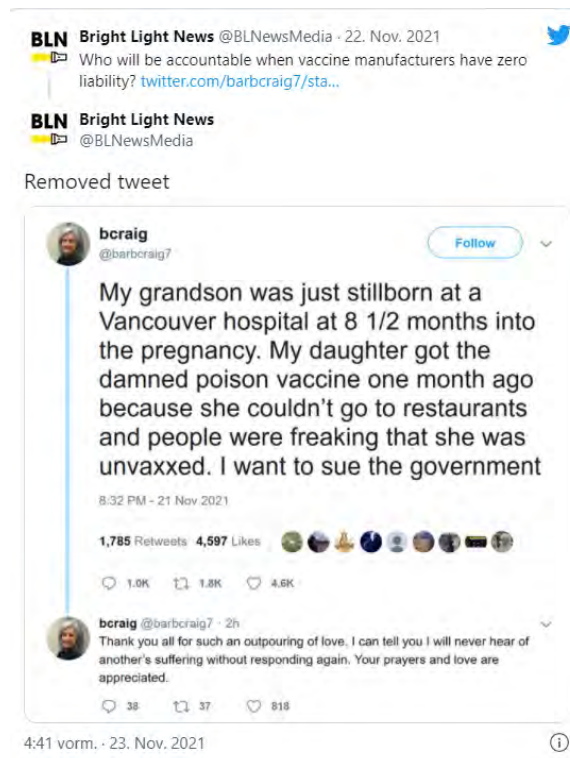 BLN Bright Light News @BLNewsMedia · 22. Nov. 2021
Who will be accountable when vaccine manufacturers have zero
liability? twitter.com/barbcraig7/sta...
BLN Bright Light News
@BLNewsMedia
Removed tweet
bcraig
@barbcraig7
Follow
My grandson was just stillborn at a
Vancouver hospital at 8 1/2 months into
the pregnancy. My daughter got the
damned poison vaccine one month ago
because she couldn't go to restaurants
and people were freaking that she was
unvaxxed. I want to sue the government
8:32 PM - 21 Nov 2021
1,785 Retweets 4,597 Likes
1.0K 1.8K 4.6K
bcraig @barbcraig7 · 2h
Thank you all for such an outpouring of love. I can tell you I will never hear of
another's suffering without responding again. Your prayers and love are
appreciated.
38 37 818
4:41 vorm. · 23. Nov. 2021